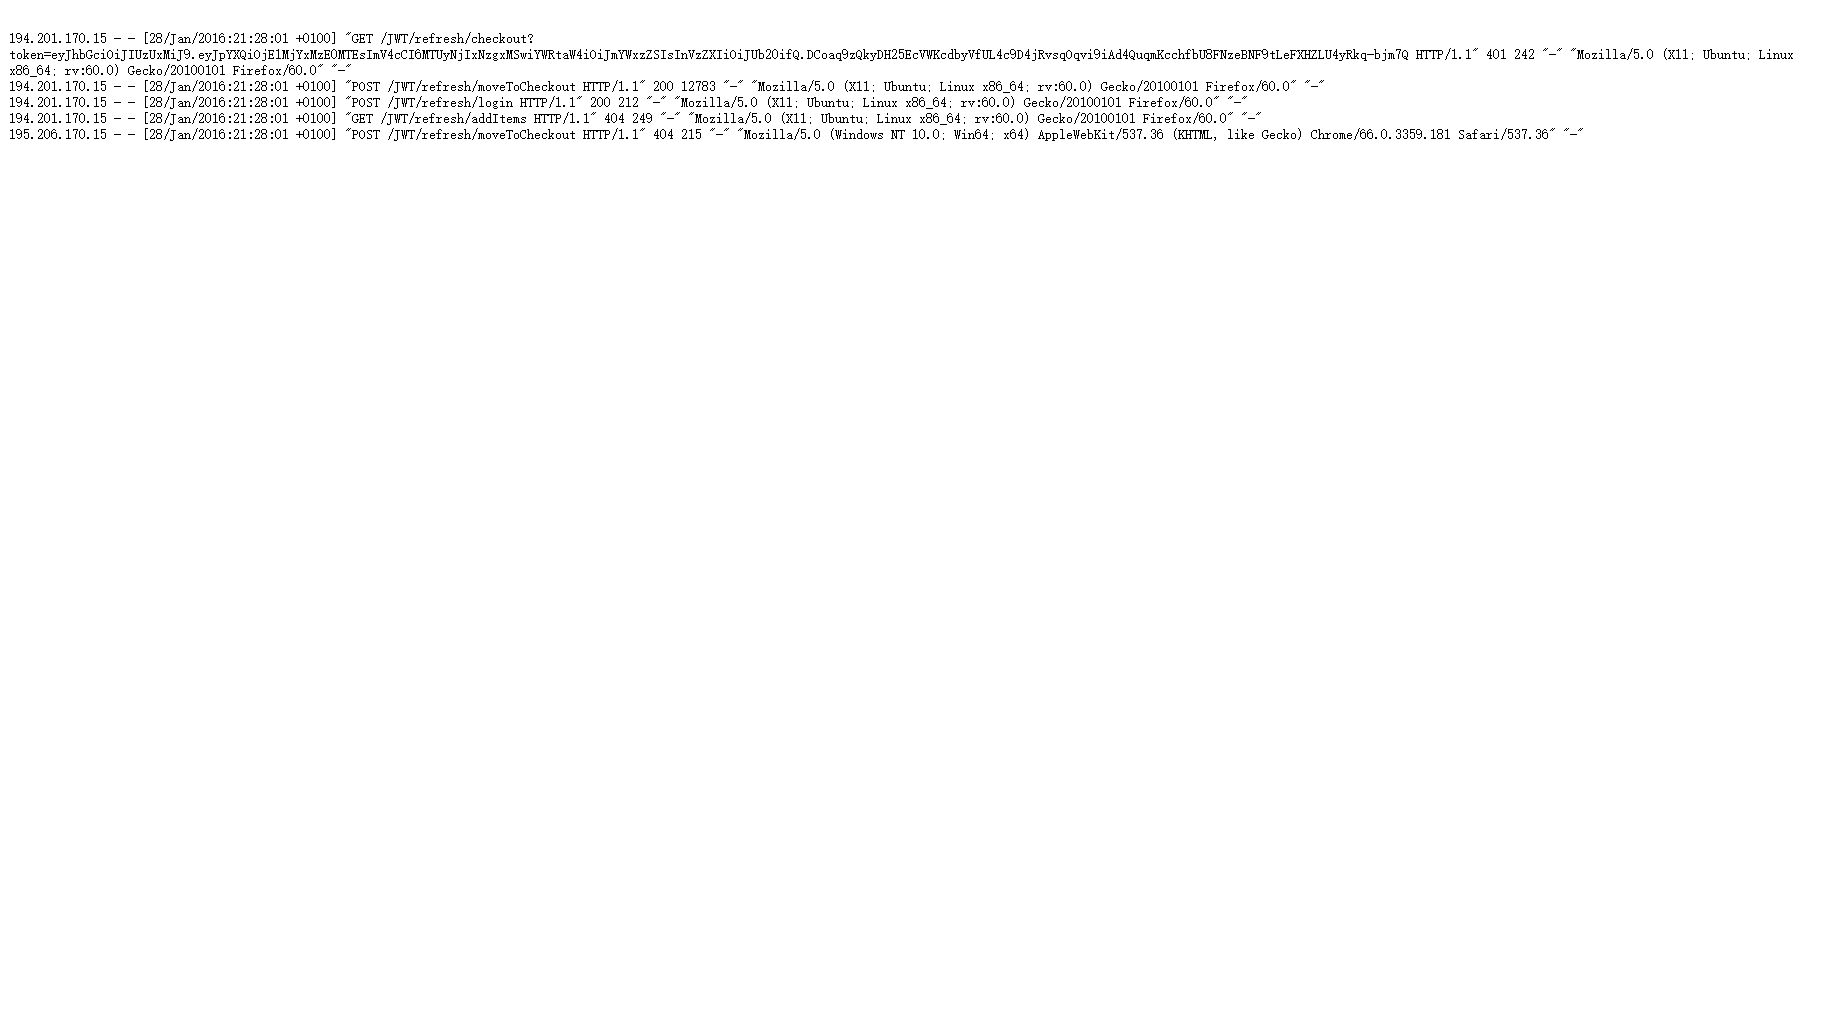 194.201.170.15 - - [28/Jan/2016:21:28:01 +0100] "GET /JWT/refresh/checkout?
token=eyJhbGciOiJIUzUxMiJ9.eyJpYXQiOjE1MjYxMzE0MTEsImV4cCI6MTUyNjIxNzgxMSwiYWRtaW4iOiJmYWxzZSIsInVzZXIiOiJUb20ifQ.DCoaq9zQkyDH25EcVWKcdbyVfUL4c9D4jRvsqOqvi9iAd4QuqmKcchfbU8FNzeBNF9tLeFXHZLU4yRkq-bjm7Q HTTP/1.1" 401 242 "-" "Mozilla/5.0 (X11; Ubuntu; Linux
x86_64; rv:60.0) Gecko/20100101 Firefox/60.0" "-"
194.201.170.15 - - [28/Jan/2016:21:28:01 +0100] "POST /JWT/refresh/moveToCheckout HTTP/1.1" 200 12783 "-" "Mozilla/5.0 (X11; Ubuntu; Linux x86_64; rv:60.0) Gecko/20100101 Firefox/60.0" "-"
194.201.170.15 - - [28/Jan/2016:21:28:01 +0100] "POST /JWT/refresh/login HTTP/1.1" 200 212 "-" "Mozilla/5.0 (X11; Ubuntu; Linux x86_64; rv:60.0) Gecko/20100101 Firefox/60.0" "-"
194.201.170.15 - - [28/Jan/2016:21:28:01 +0100] "GET /JWT/refresh/addItems HTTP/1.1" 404 249 "-" "Mozilla/5.0 (X11; Ubuntu; Linux x86_64; rv:60.0) Gecko/20100101 Firefox/60.0" "-"
195.206.170.15 - - [28/Jan/2016:21:28:01 +0100] "POST /JWT/refresh/moveToCheckout HTTP/1.1" 404 215 "-" "Mozilla/5.0 (Windows NT 10.0; Win64; x64) AppleWebKit/537.36 (KHTML, like Gecko) Chrome/66.0.3359.181 Safari/537.36" "-"